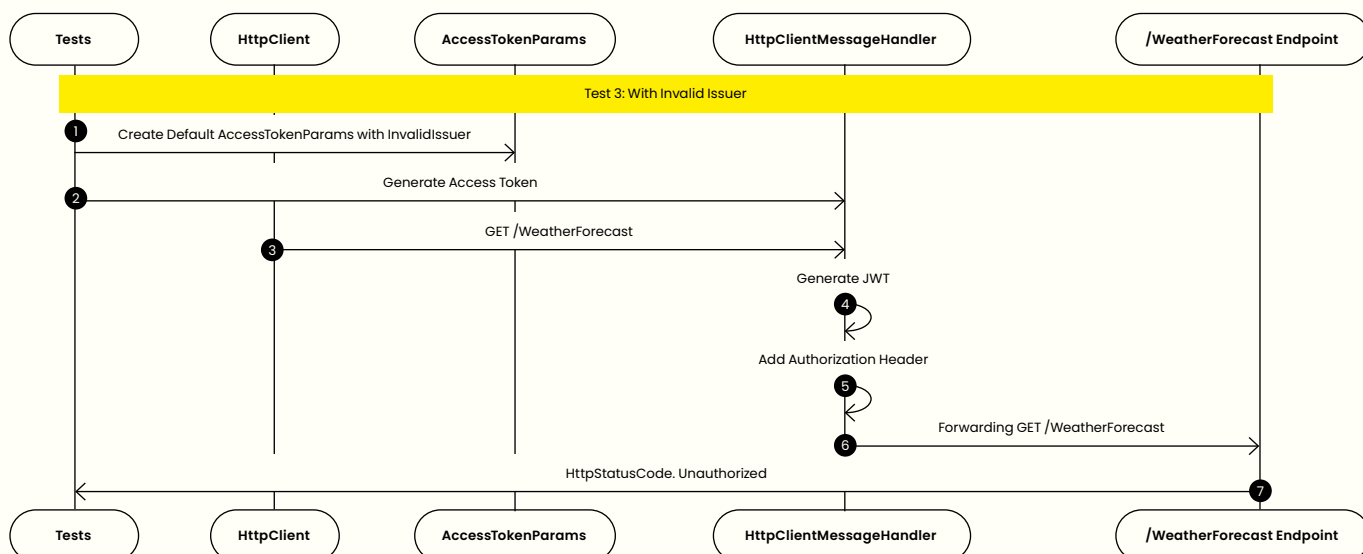 Tests
HttpClient
AccessTokenParams
HttpClientMessageHandler
/WeatherForecast Endpoint
Test 3: With Invalid Issuer
1
Create Default AccessTokenParams with InvalidIssuer
Generate Access Token
2
GET /WeatherForecast
3
Generate JWT
4
Add Authorization Header
5
Forwarding GET /WeatherForecast
6
HttpStatusCode. Unauthorized
7
Tests
HttpClient
AccessTokenParams
HttpClientMessageHandler
/WeatherForecast Endpoint